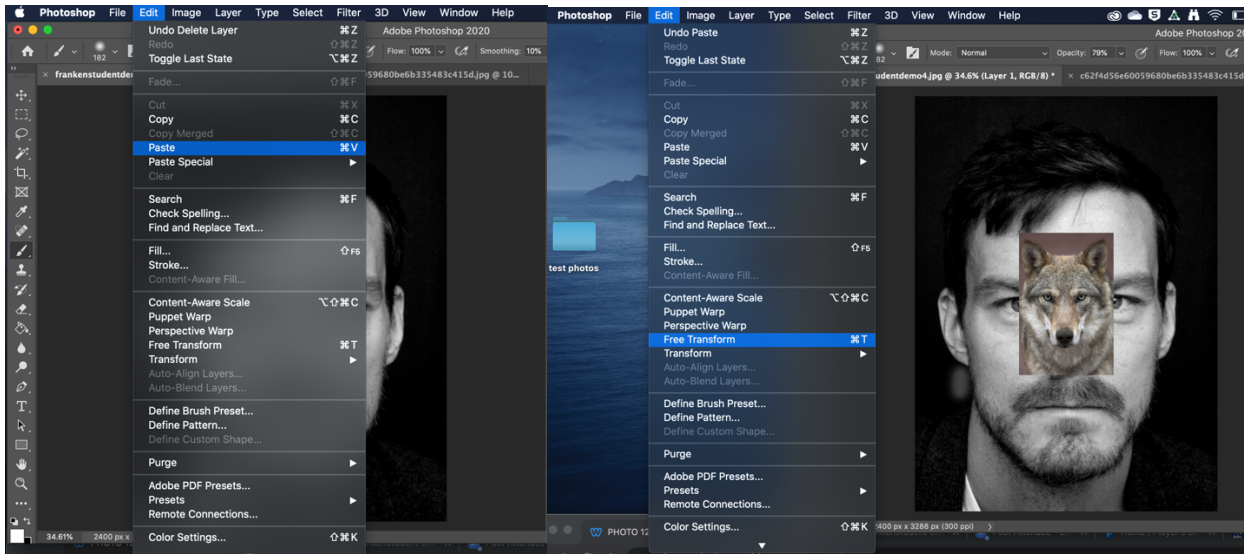 Photoshop File Edit Image Layer Type Select Filter 3D View Window Help
Undo Delete Layer ⌘Z
Adobe Photoshop 2020
Redo ⇧⌘Z
Toggle Last State ⌥⌘Z
182
Flow: 100%
Smoothing: 10%
× frankenstudentde
59680be6b335483c415d.jpg @ 10...
Fade... ⇧⌘F
Cut ⌘X
Copy ⌘C
Copy Merged ⇧⌘C
Paste ⌘V
Paste Special ▶
Clear
Search ⌘F
Check Spelling...
Find and Replace Text...
Fill... ⇧F5
Stroke...
Content-Aware Fill...
Content-Aware Scale ⌥⇧⌘C
Puppet Warp
Perspective Warp
Free Transform ⌘T
Transform ▶
Auto-Align Layers...
Auto-Blend Layers...
Define Brush Preset...
Define Pattern...
Define Custom Shape...
Purge ▶
Adobe PDF Presets...
Presets ▶
Remote Connections...
Color Settings... ⇧⌘K
34.61% 2400 px x
Photoshop File Edit Image Layer Type Select Filter 3D View Window Help
Undo Paste ⌘Z
Adobe Photoshop 20
Redo ⇧⌘Z
Toggle Last State ⌥⌘Z
82 Mode: Normal Opacity: 79% Flow: 100%
udentdemo4.jpg @ 34.6% (Layer 1, RGB/8) * × c62f4d56e60059680be6b335483c415d
Fade... ⇧⌘F
Cut ⌘X
Copy ⌘C
Copy Merged ⇧⌘C
Paste ⌘V
Paste Special ▶
Clear
Search ⌘F
Check Spelling...
Find and Replace Text...
Fill... ⇧F5
Stroke...
Content-Aware Fill...
test photos
Content-Aware Scale ⌥⇧⌘C
Puppet Warp
Perspective Warp
Free Transform ⌘T
Transform ▶
Auto-Align Layers...
Auto-Blend Layers...
Define Brush Preset...
Define Pattern...
Define Custom Shape...
Purge ▶
Adobe PDF Presets...
Presets ▶
Remote Connections...
Color Settings... ⇧⌘K
2400 px x 3288 px (300 ppi)
PHOTO 12